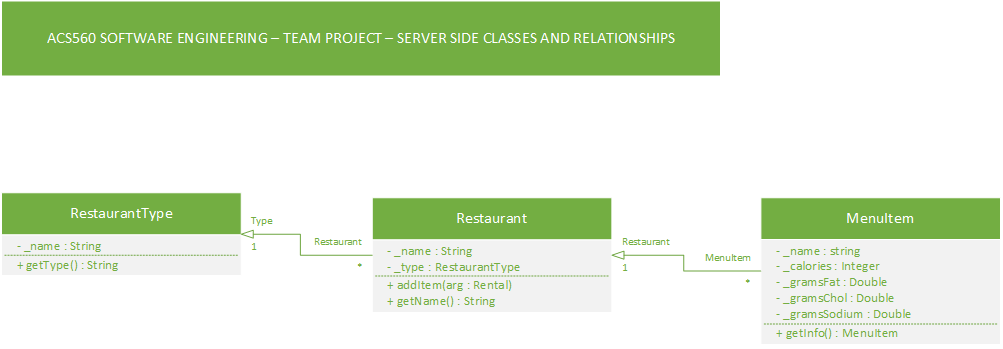 ACS560 SOFTWARE ENGINEERING – TEAM PROJECT – SERVER SIDE CLASSES AND RELATIONSHIPS
RestaurantType
- _name : String
+ getType() : String
Type
1
Restaurant
*
Restaurant
- _name : String
- _type : RestaurantType
+ addItem(arg : Rental)
+ getName() : String
Restaurant
1
MenuItem
*
MenuItem
- _name : string
- _calories : Integer
- _gramsFat : Double
- _gramsChol : Double
- _gramsSodium : Double
+ getInfo() : MenuItem